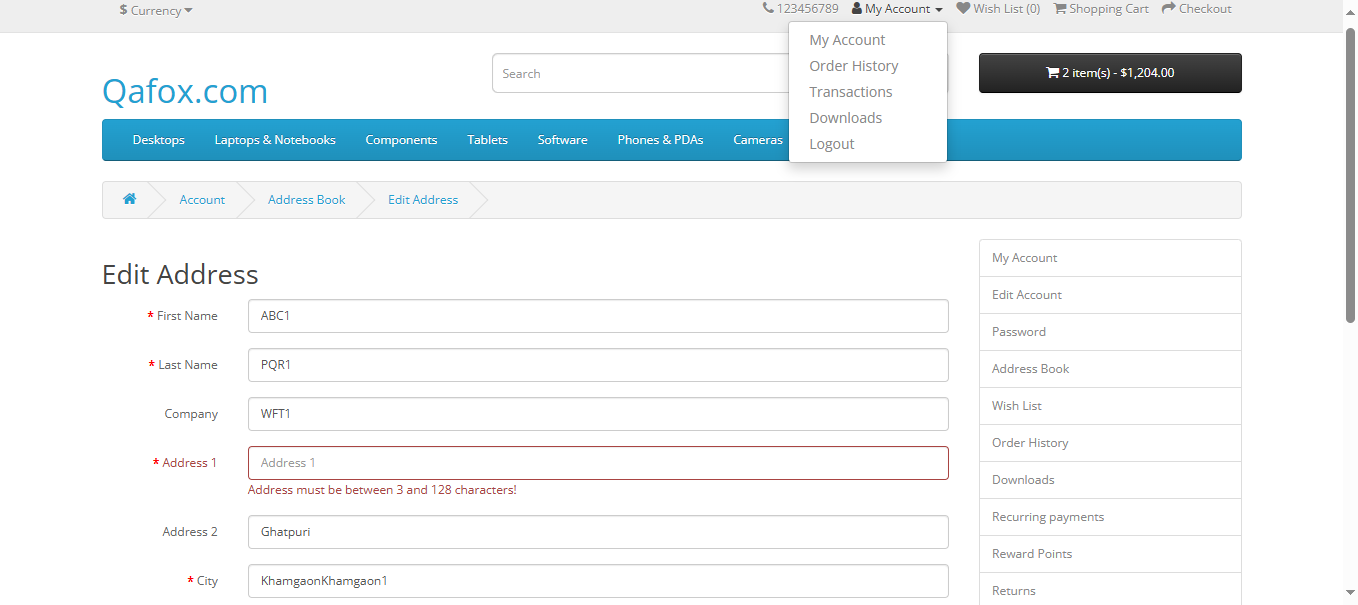 $ Currency
123456789 My Account Wish List (0) Shopping Cart Checkout
My Account
Order History
Transactions
Downloads
Logout
Qafox.com
Search
2 item(s) - $1,204.00
Desktops Laptops & Notebooks Components Tablets Software Phones & PDAs Cameras
Account Address Book Edit Address
Edit Address
* First Name ABC1
* Last Name PQR1
Company WFT1
* Address 1 Address 1
Address must be between 3 and 128 characters!
Address 2 Ghatpuri
* City KhamgaonKhamgaon1
My Account
Edit Account
Password
Address Book
Wish List
Order History
Downloads
Recurring payments
Reward Points
Returns